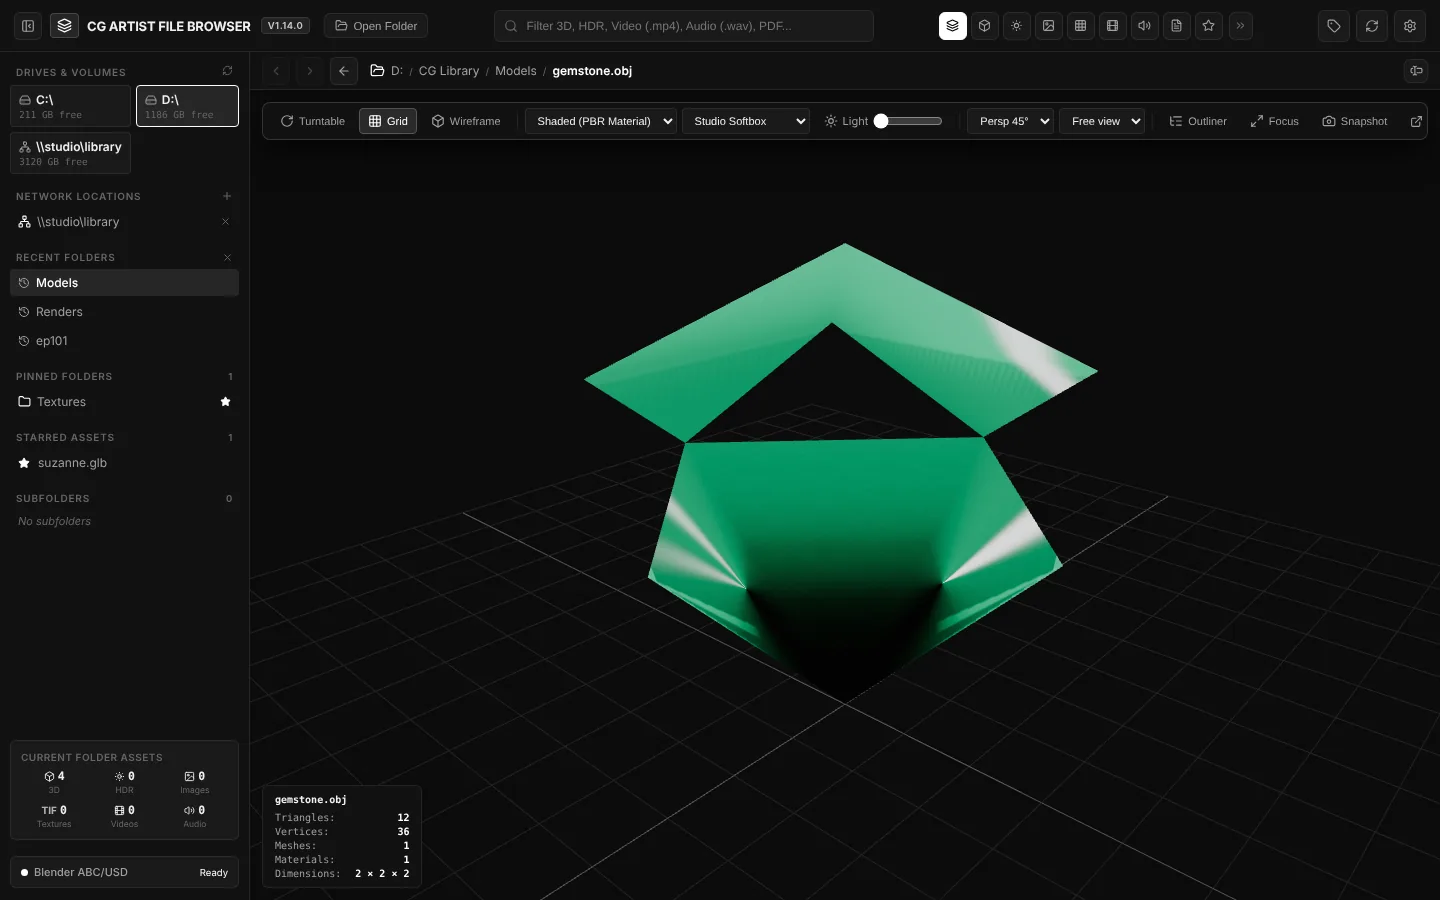 CG ARTIST FILE BROWSER
V1.14.0
Open Folder
Filter 3D, HDR, Video (.mp4), Audio (.wav), PDF...
DRIVES & VOLUMES
C:\
211 GB free
D:\
1186 GB free
\\studio\library
3120 GB free
NETWORK LOCATIONS
\\studio\library
RECENT FOLDERS
Models
Renders
ep101
PINNED FOLDERS 1
Textures
STARRED ASSETS 1
suzanne.glb
SUBFOLDERS 0
No subfolders
CURRENT FOLDER ASSETS
4
3D
0
HDR
0
Images
TIF 0
Textures
0
Videos
0
Audio
Blender ABC/USD Ready
D: / CG Library / Models / gemstone.obj
Turntable
Grid
Wireframe
Shaded (PBR Material)
Studio Softbox
Light
Persp 45°
Free view
Outliner
Focus
Snapshot
gemstone.obj
Triangles: 12
Vertices: 36
Meshes: 1
Materials: 1
Dimensions: 2 × 2 × 2